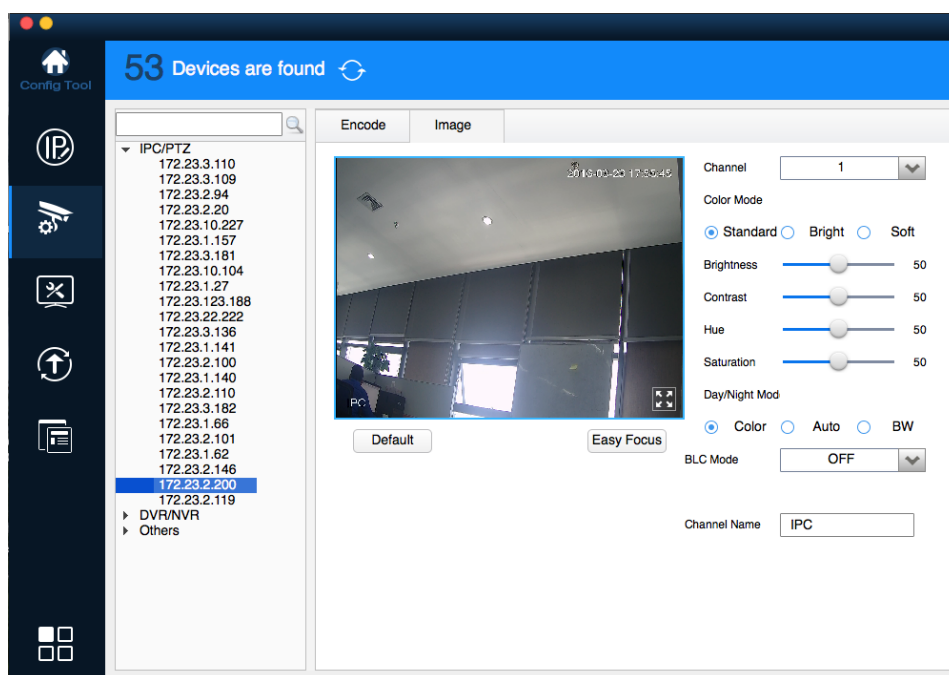 Config Tool
53 Devices are found
IPC/PTZ
172.23.3.110
172.23.3.109
172.23.2.94
172.23.2.20
172.23.10.227
172.23.1.157
172.23.3.181
172.23.10.104
172.23.1.27
172.23.123.188
172.23.22.222
172.23.3.136
172.23.1.141
172.23.2.100
172.23.1.140
172.23.2.110
172.23.3.182
172.23.1.66
172.23.2.101
172.23.1.62
172.23.2.146
172.23.2.200
172.23.2.119
DVR/NVR
Others
Encode Image
IPC
Default Easy Focus
Channel 1
Color Mode
Standard Bright Soft
Brightness 50
Contrast 50
Hue 50
Saturation 50
Day/Night Mod
Color Auto BW
BLC Mode OFF
Channel Name IPC